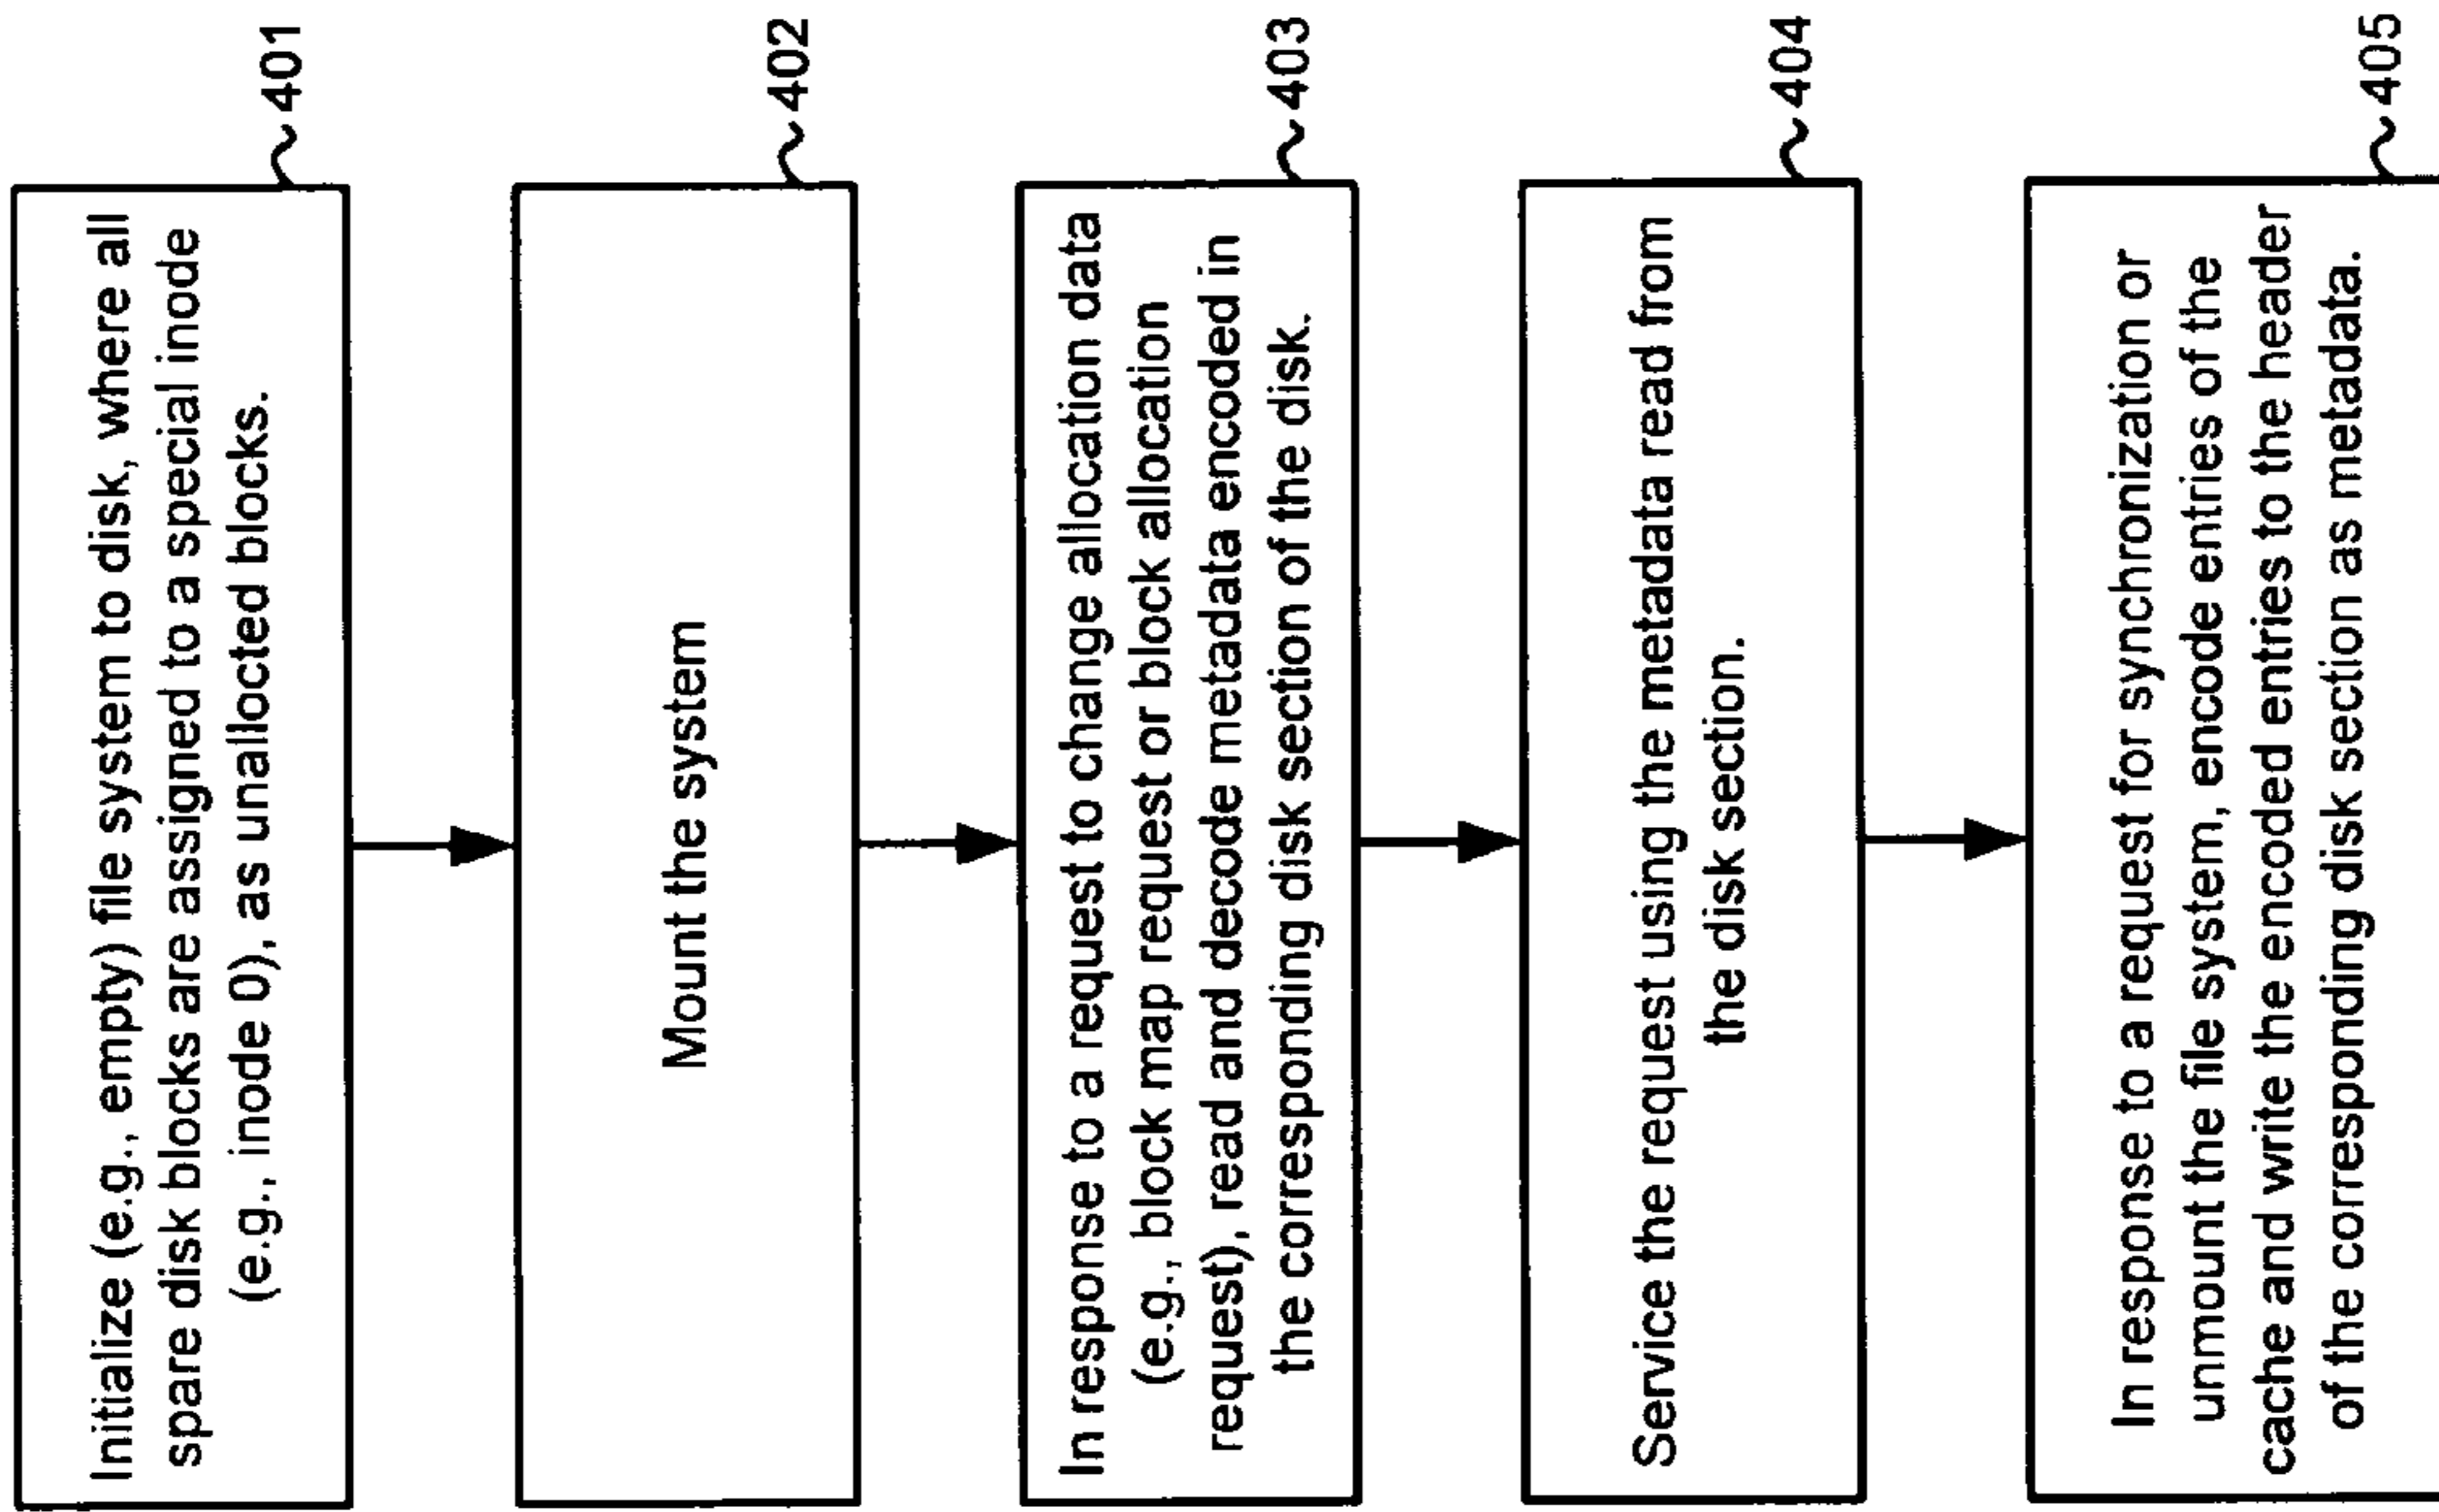 Initialize (e.g., empty) file system to disk, where all
spare disk blocks are assigned to a special inode
(e.g., inode 0), as unallocted blocks.
401
Mount the system
402
In response to a request to change allocation data
(e.g., block map request or block allocation
request), read and decode metadata encoded in
the corresponding disk section of the disk.
403
Service the request using the metadata read from
the disk section.
404
In response to a request for synchronization or
unmount the file system, encode entries of the
cache and write the encoded entries to the header
of the corresponding disk section as metadata.
405